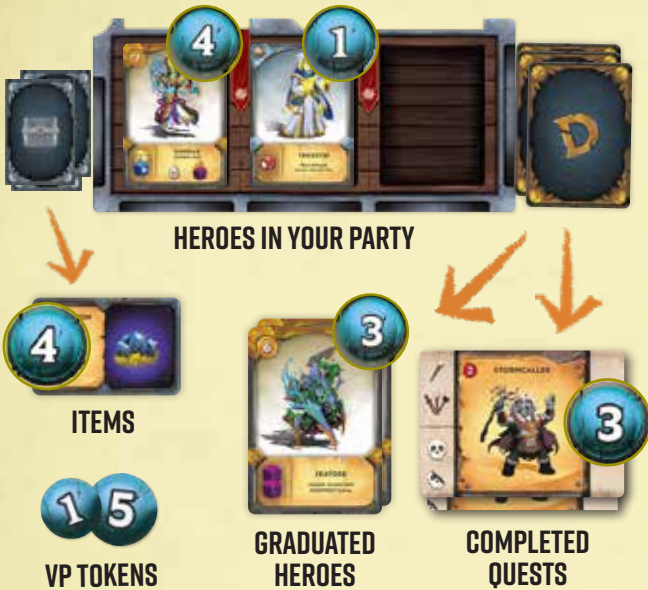 4
1
D
HEROES IN YOUR PARTY
4
3
2 STORMCALLER
3
ITEMS
1 5
VP TOKENS
GRADUATED
HEROES
COMPLETED
QUESTS